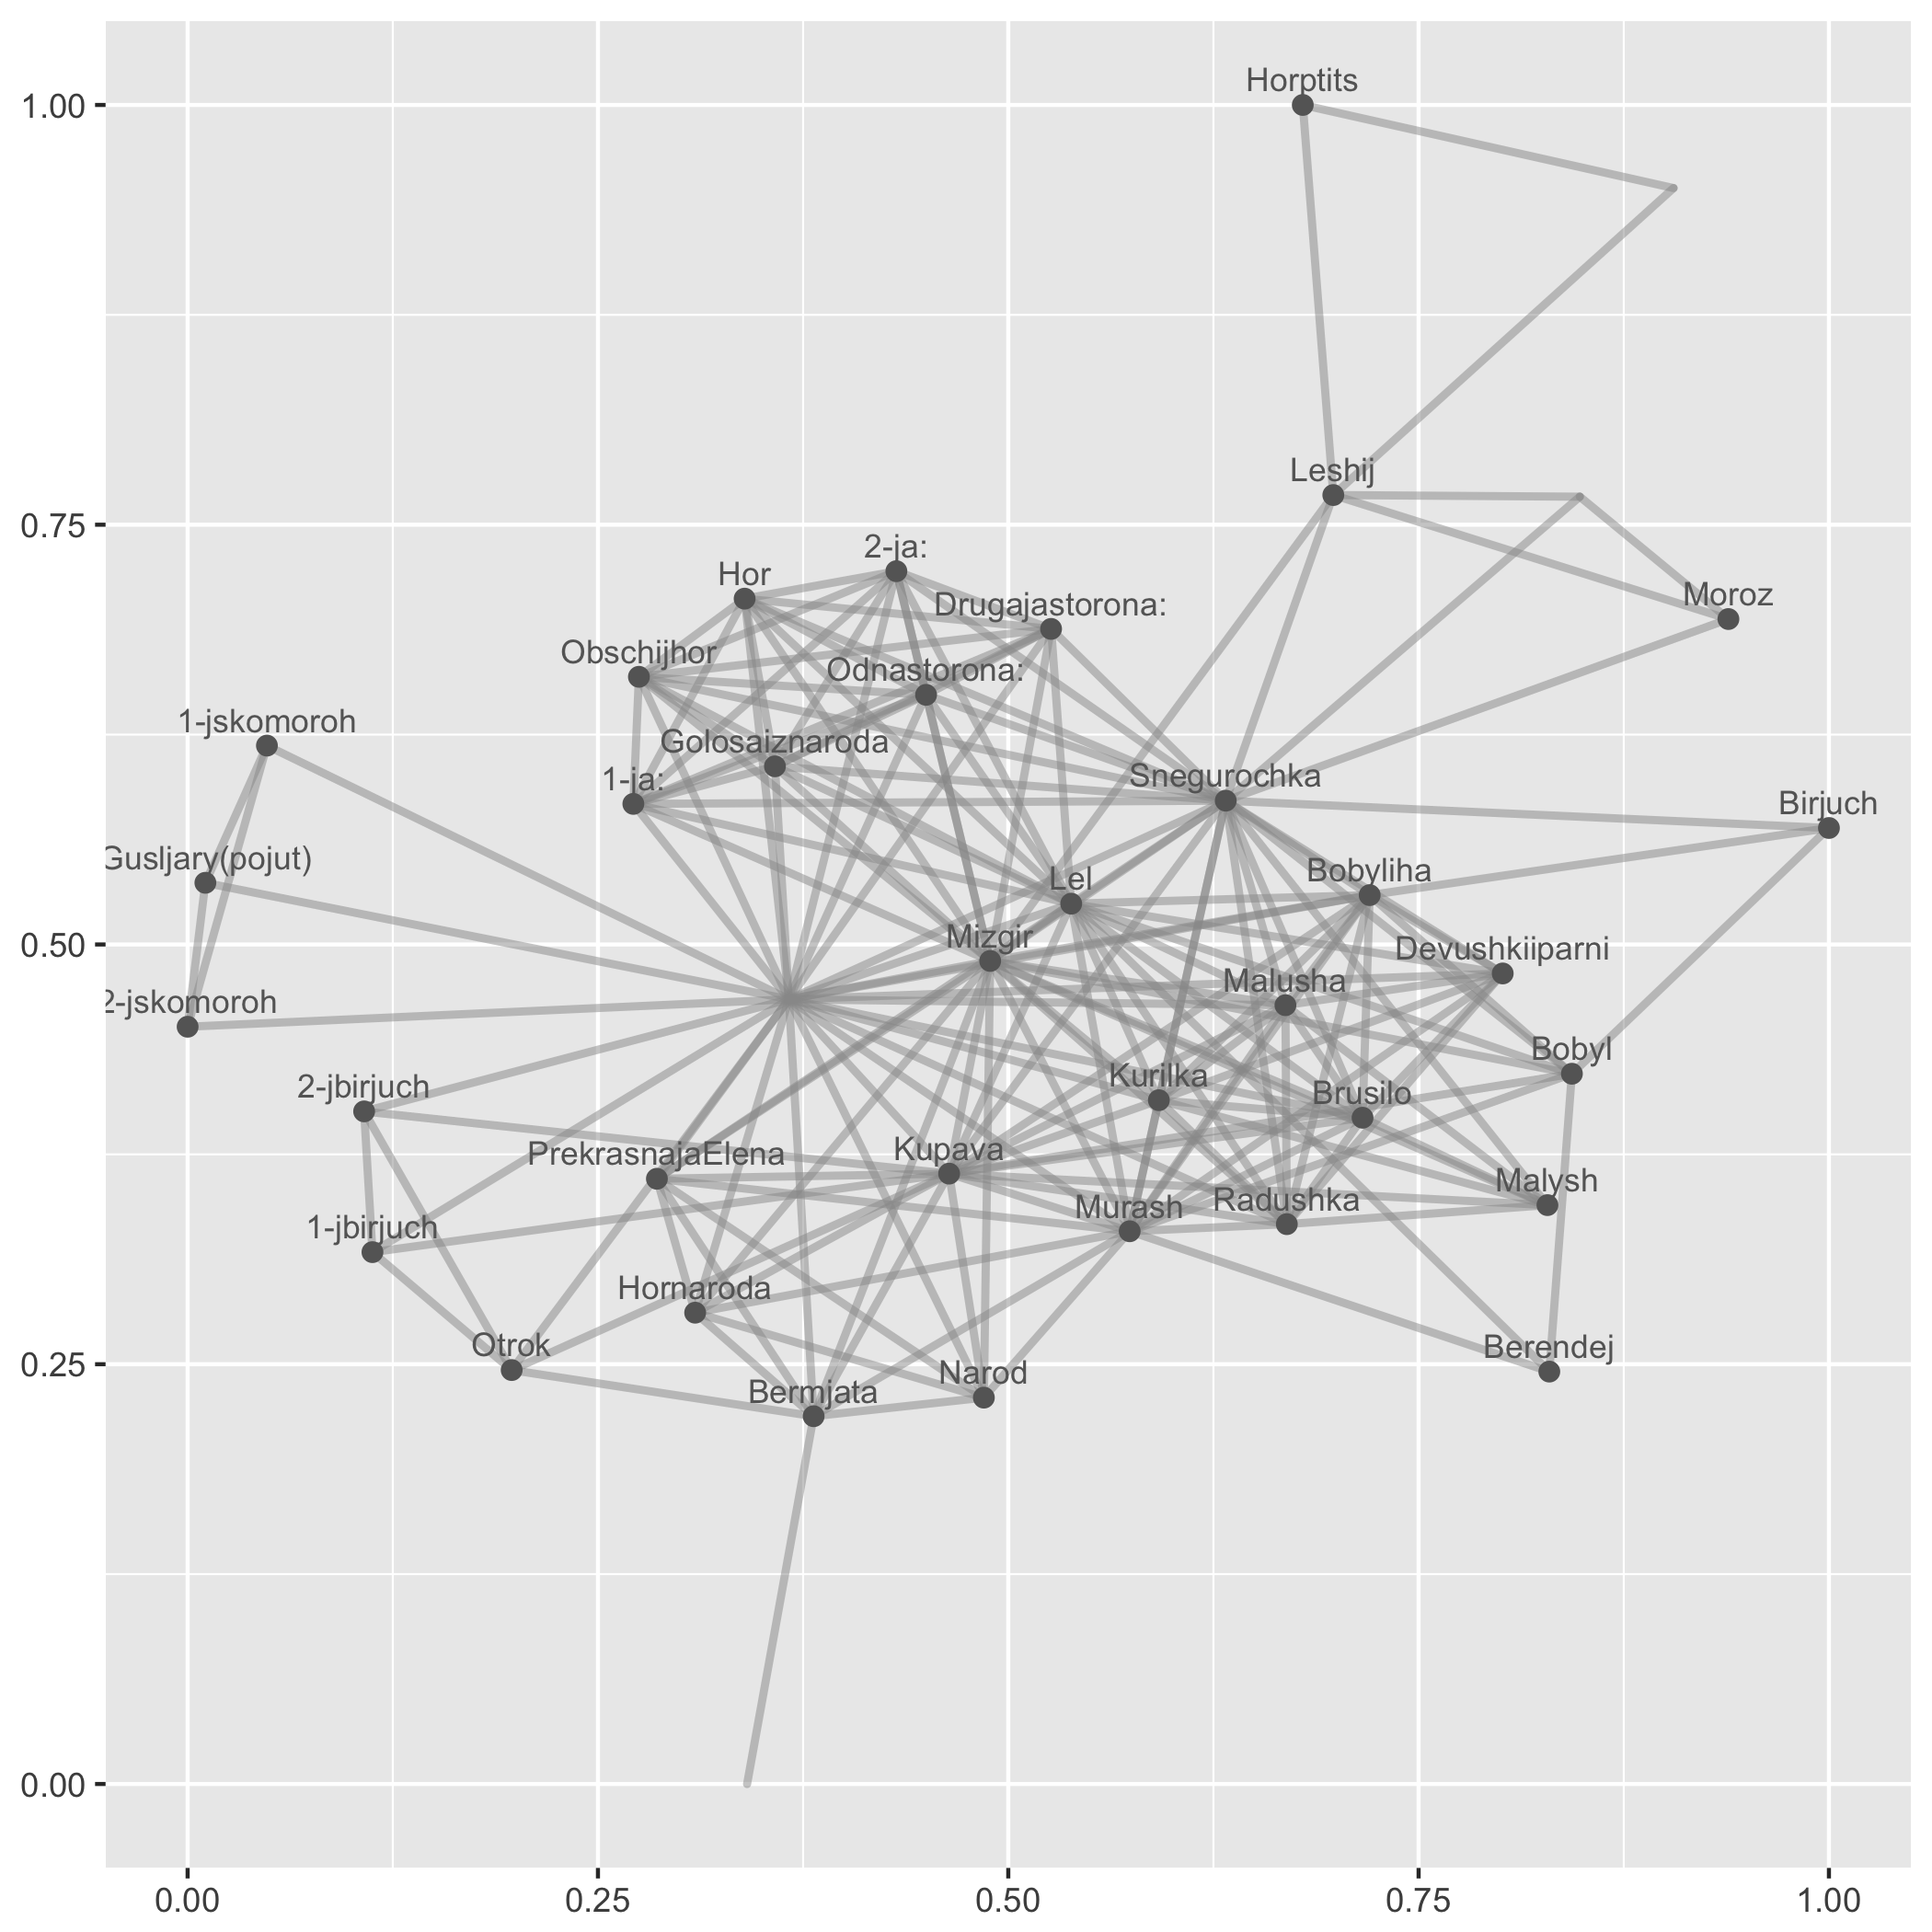 Horptits
1.00
Leshij
0.75
2-ja:
Hor
Moroz
Drugajastorona:
Obschijhor
Odnastorona:
1-jskomoroh
Golosaiznaroda
1-ja:
Snegurochka
Birjuch
Gusljary(pojut)
Lel
Bobyliha
0.50
Mizgir
Devushkiiparni
Malusha
2-jskomoroh
Bobyl
2-jbirjuch
Kurilka
Brusilo
PrekrasnajaElena
Kupava
Malysh
Murash
Radushka
1-jbirjuch
Hornaroda
Otrok
Berendej
0.25
Narod
Bermjata
0.00
0.00 0.25 0.50 0.75 1.00